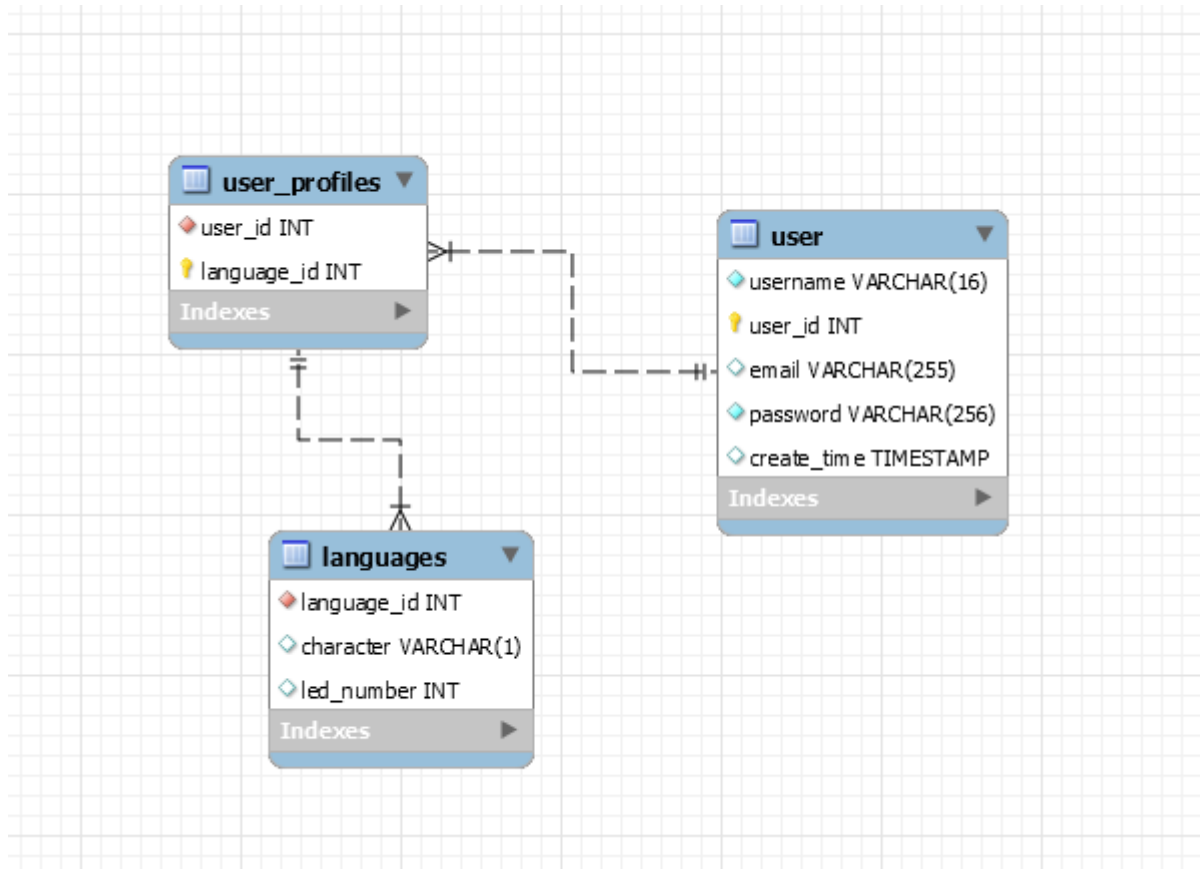 user_profiles
user_id INT
language_id INT
Indexes
user
username VARCHAR(16)
user_id INT
email VARCHAR(255)
password VARCHAR(256)
create_time TIMESTAMP
Indexes
languages
language_id INT
character VARCHAR(1)
led_number INT
Indexes